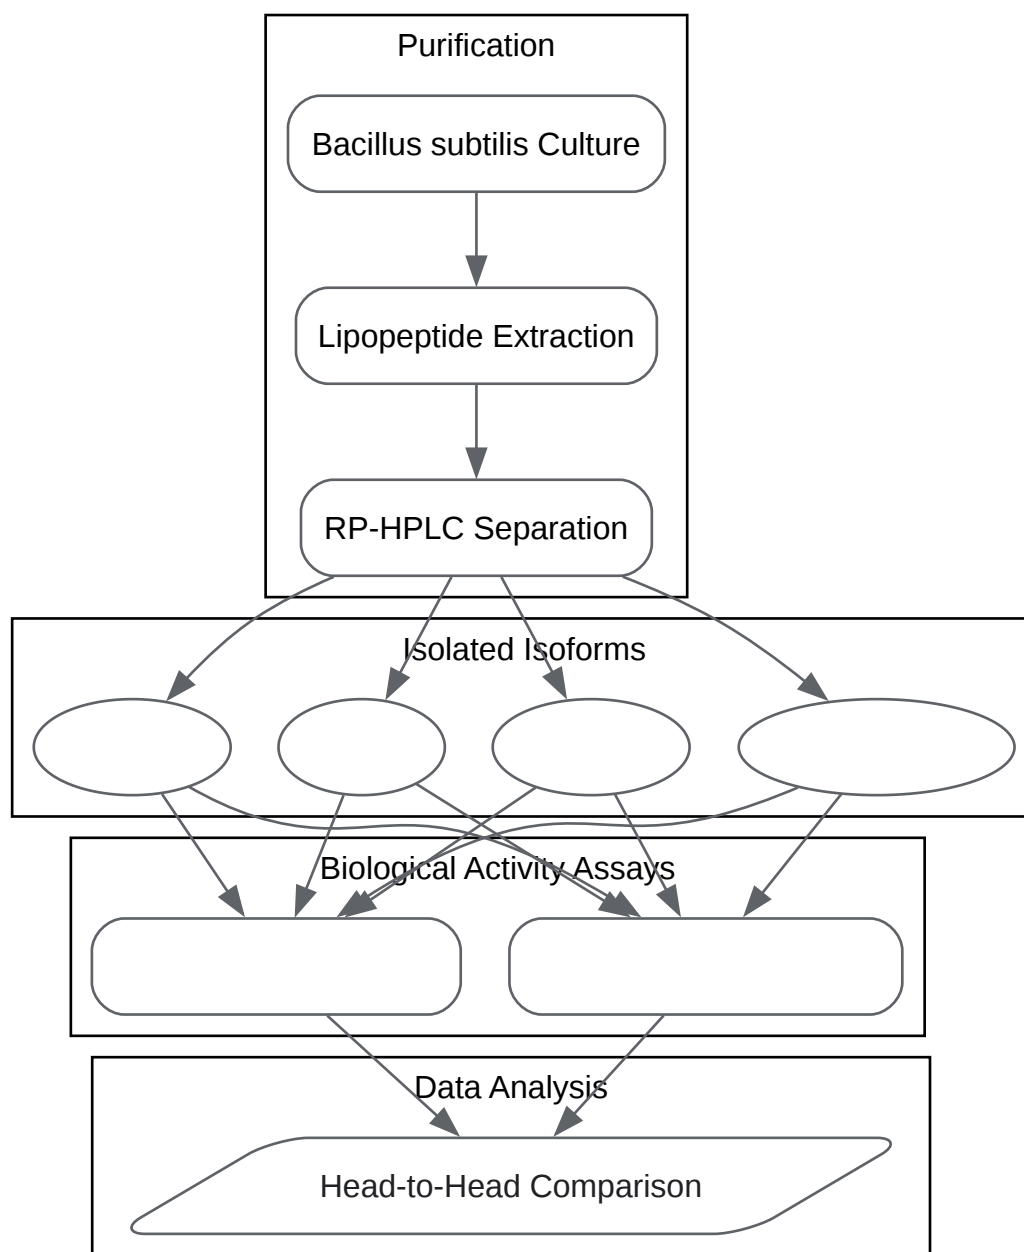 Purification
Bacillus subtilis Culture
Lipopeptide Extraction
RP-HPLC Separation
Isolated Isoforms
Biological Activity Assays
Data Analysis
Head-to-Head Comparison